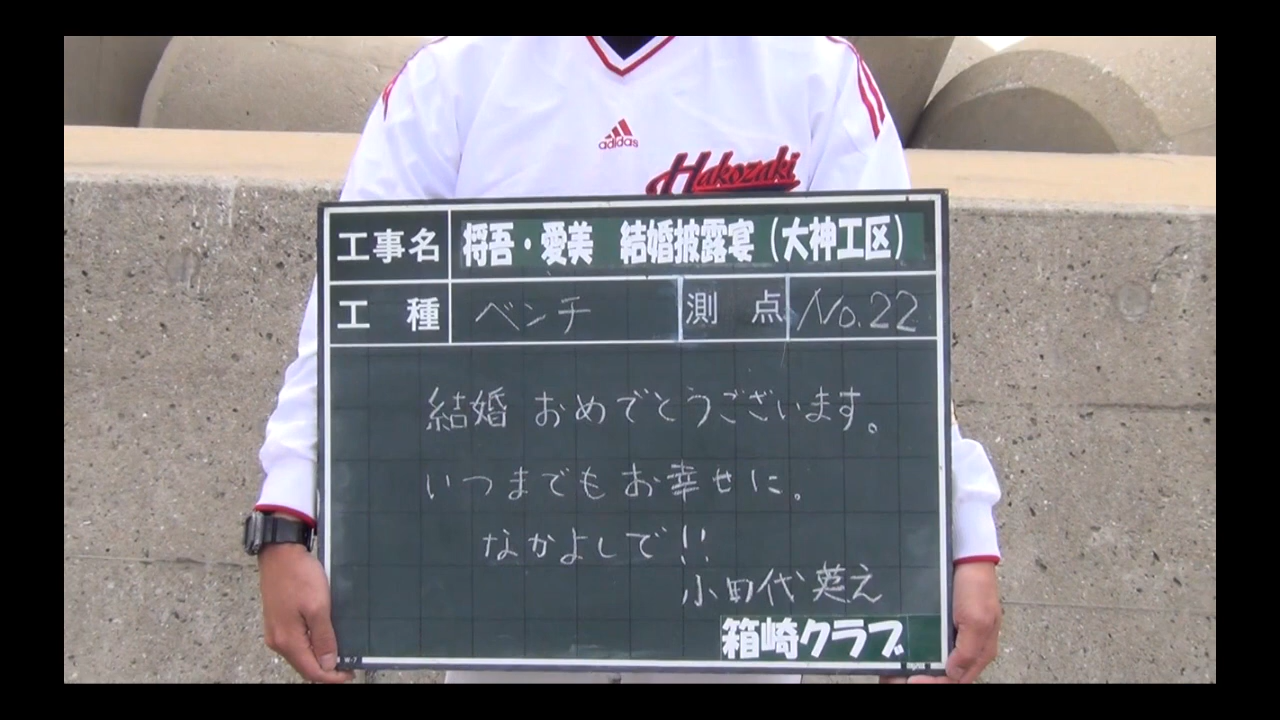 adidas
Hakozaki
工事名 将吾・愛美 結婚披露宴(大神工区)
工種 ベンチ 測点 No.22
結婚おめでとうございます。
いつまでもお幸せに。
なかよしで!!
小田代英え
箱崎クラブ